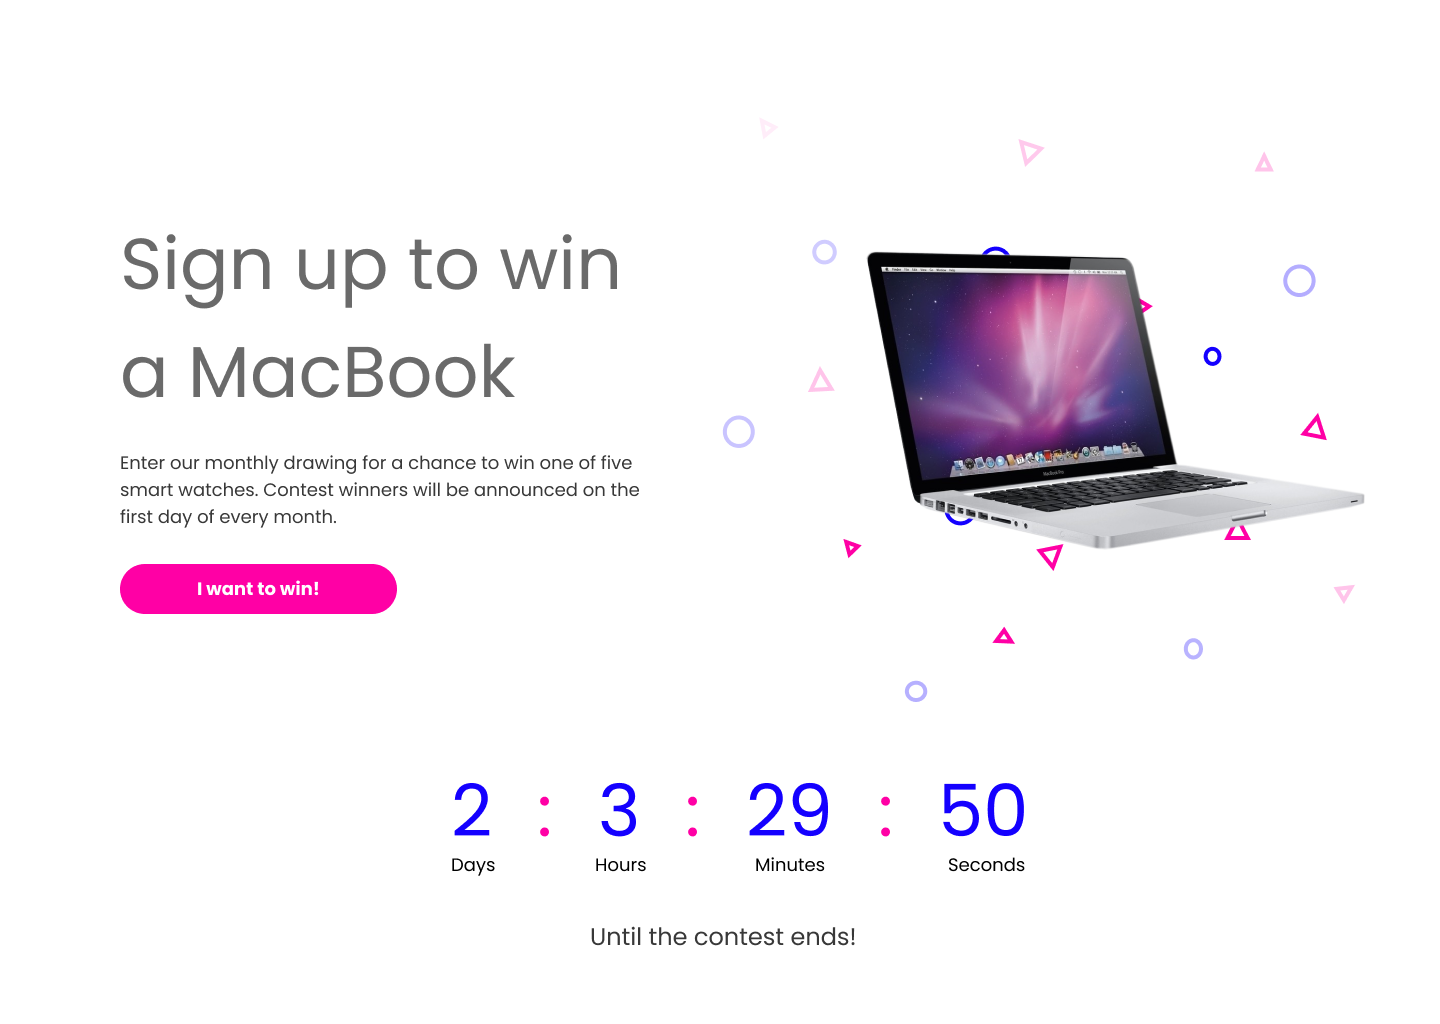 Sign up to win
a MacBook
Enter our monthly drawing for a chance to win one of five
smart watches. Contest winners will be announced on the
first day of every month.
I want to win!
MacBook Pro
2 : 3 : 29 : 50
Days Hours Minutes Seconds
Until the contest ends!